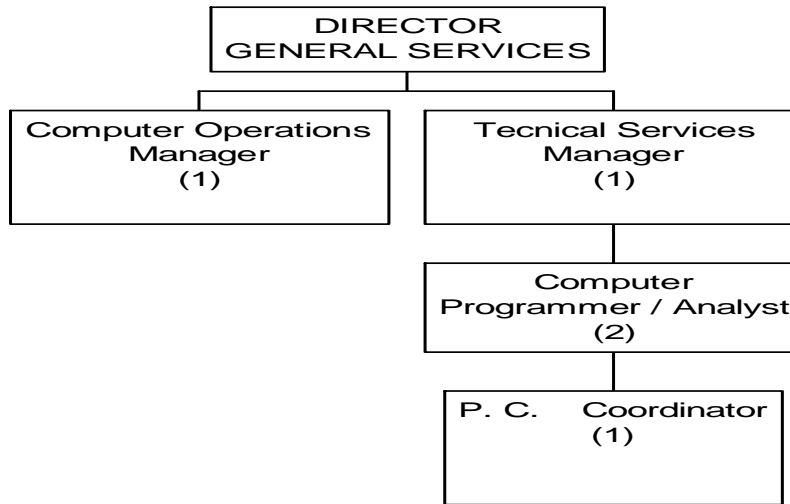 DIRECTOR
GENERAL SERVICES
Computer Operations
Manager
(1)
Tecnical Services
Manager
(1)
Computer
Programmer / Analyst
(2)
P. C. Coordinator
(1)